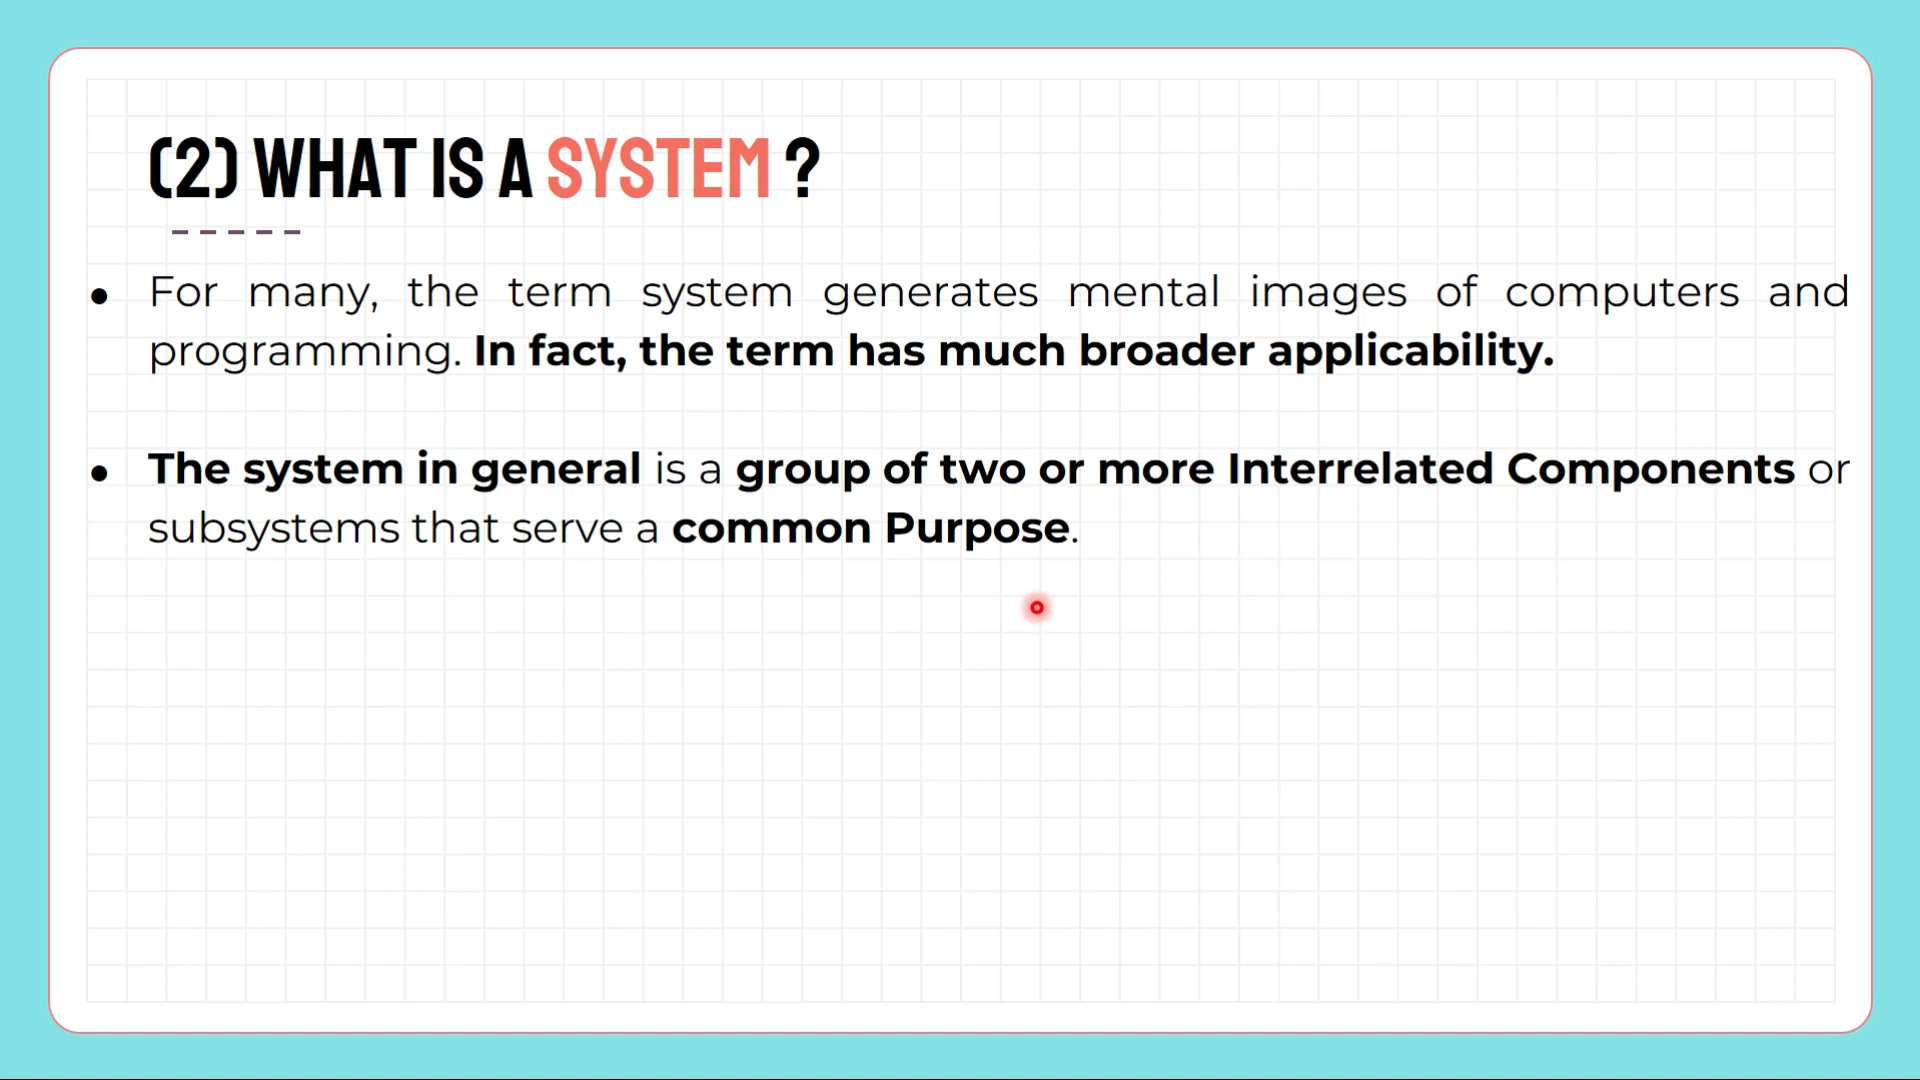 (2) WHAT IS A SYSTEM ?
● For many, the term system generates mental images of computers and
programming. In fact, the term has much broader applicability.
● The system in general is a group of two or more Interrelated Components or
subsystems that serve a common Purpose.